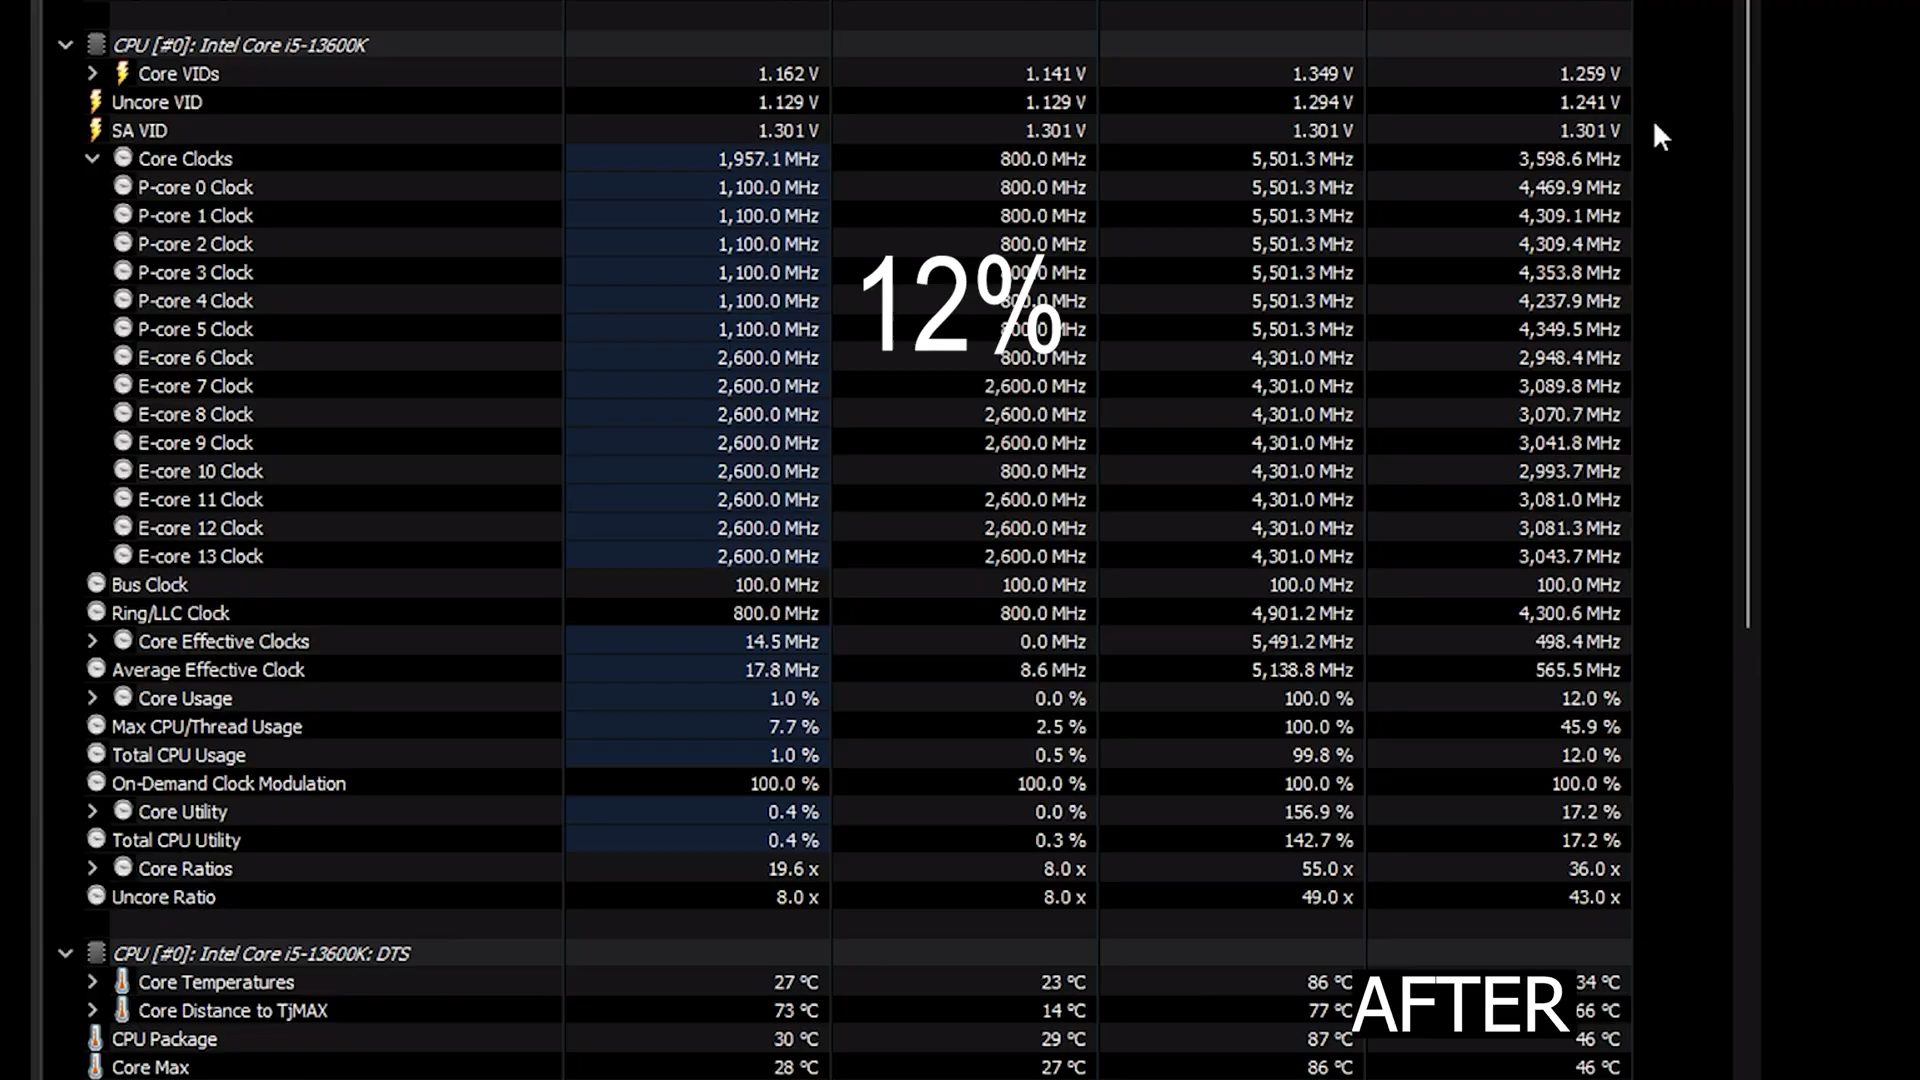 CPU [#0]: Intel Core i5-13600K
Core VIDs 1.162 V 1.141 V 1.349 V 1.259 V
Uncore VID 1.129 V 1.129 V 1.294 V 1.241 V
SA VID 1.301 V 1.301 V 1.301 V 1.301 V
Core Clocks 1,957.1 MHz 800.0 MHz 5,501.3 MHz 3,598.6 MHz
P-core 0 Clock 1,100.0 MHz 800.0 MHz 5,501.3 MHz 4,469.9 MHz
P-core 1 Clock 1,100.0 MHz 800.0 MHz 5,501.3 MHz 4,309.1 MHz
P-core 2 Clock 1,100.0 MHz 800.0 MHz 5,501.3 MHz 4,309.4 MHz
P-core 3 Clock 1,100.0 MHz 800.0 MHz 5,501.3 MHz 4,353.8 MHz
12%
P-core 4 Clock 1,100.0 MHz 800.0 MHz 5,501.3 MHz 4,237.9 MHz
P-core 5 Clock 1,100.0 MHz 800.0 MHz 5,501.3 MHz 4,349.5 MHz
E-core 6 Clock 2,600.0 MHz 800.0 MHz 4,301.0 MHz 2,948.4 MHz
E-core 7 Clock 2,600.0 MHz 2,600.0 MHz 4,301.0 MHz 3,089.8 MHz
E-core 8 Clock 2,600.0 MHz 2,600.0 MHz 4,301.0 MHz 3,070.7 MHz
E-core 9 Clock 2,600.0 MHz 2,600.0 MHz 4,301.0 MHz 3,041.8 MHz
E-core 10 Clock 2,600.0 MHz 800.0 MHz 4,301.0 MHz 2,993.7 MHz
E-core 11 Clock 2,600.0 MHz 2,600.0 MHz 4,301.0 MHz 3,081.0 MHz
E-core 12 Clock 2,600.0 MHz 2,600.0 MHz 4,301.0 MHz 3,081.3 MHz
E-core 13 Clock 2,600.0 MHz 2,600.0 MHz 4,301.0 MHz 3,043.7 MHz
Bus Clock 100.0 MHz 100.0 MHz 100.0 MHz 100.0 MHz
Ring/LLC Clock 800.0 MHz 800.0 MHz 4,901.2 MHz 4,300.6 MHz
Core Effective Clocks 14.5 MHz 0.0 MHz 5,491.2 MHz 498.4 MHz
Average Effective Clock 17.8 MHz 8.6 MHz 5,138.8 MHz 565.5 MHz
Core Usage 1.0 % 0.0 % 100.0 % 12.0 %
Max CPU/Thread Usage 7.7 % 2.5 % 100.0 % 45.9 %
Total CPU Usage 1.0 % 0.5 % 99.8 % 12.0 %
On-Demand Clock Modulation 100.0 % 100.0 % 100.0 % 100.0 %
Core Utility 0.4 % 0.0 % 156.9 % 17.2 %
Total CPU Utility 0.4 % 0.3 % 142.7 % 17.2 %
Core Ratios 19.6 x 8.0 x 55.0 x 36.0 x
Uncore Ratio 8.0 x 8.0 x 49.0 x 43.0 x
CPU [#0]: Intel Core i5-13600K: DTS
Core Temperatures 27 °C 23 °C 86 °C 34 °C
AFTER
Core Distance to TjMAX 73 °C 14 °C 77 °C 66 °C
CPU Package 30 °C 29 °C 87 °C 46 °C
Core Max 28 °C 27 °C 86 °C 46 °C